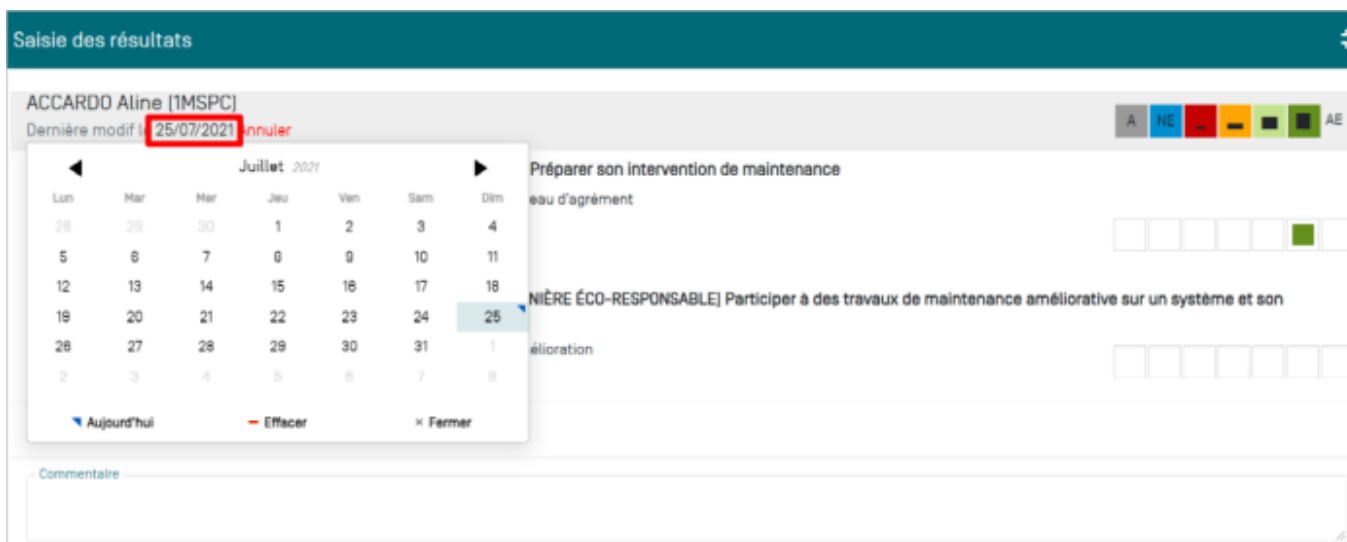 Saisie des résultats
ACCARDO Aline [1MSPC]
Dernière modif l 25/07/2021 Annuler
A NE AE
Juillet 2021
Préparer son intervention de maintenance
Lun Mar Mer Jeu Ven Sam Dim
eau d'agrément
28 29 30 1 2 3 4
5 6 7 8 9 10 11
12 13 14 15 16 17 18
NIÈRE ÉCO-RESPONSABLE] Participer à des travaux de maintenance améliorative sur un système et son
19 20 21 22 23 24 25
26 27 28 29 30 31 1
élioration
2 3 4 5 6 7 8
Aujourd'hui Effacer × Fermer
Commentaire